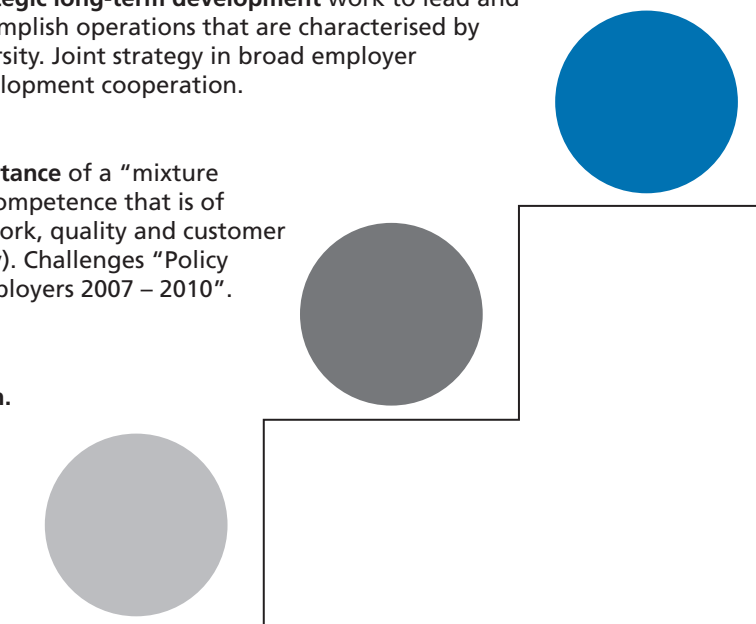 tegic long-term development work to lead and
mplish operations that are characterised by
rsity. Joint strategy in broad employer
lopment cooperation.
tance of a “mixture
ompetence that is of
ork, quality and customer
). Challenges “Policy
ployers 2007 – 2010”.
.